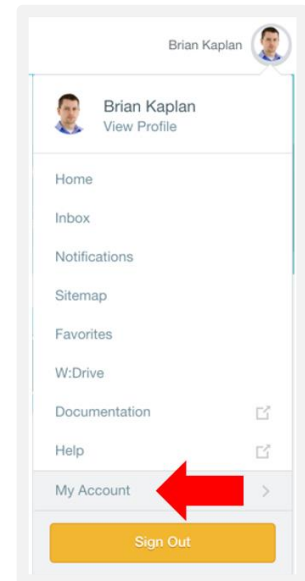 Brian Kaplan
Brian Kaplan
View Profile
Home
Inbox
Notifications
Sitemap
Favorites
W:Drive
Documentation
Help
My Account
Sign Out